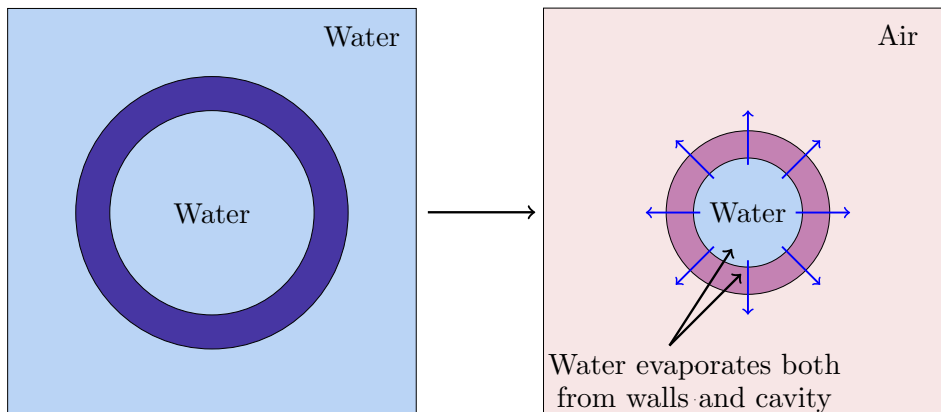 Water
Air
Water
Water
Water evaporates both
from walls and cavity